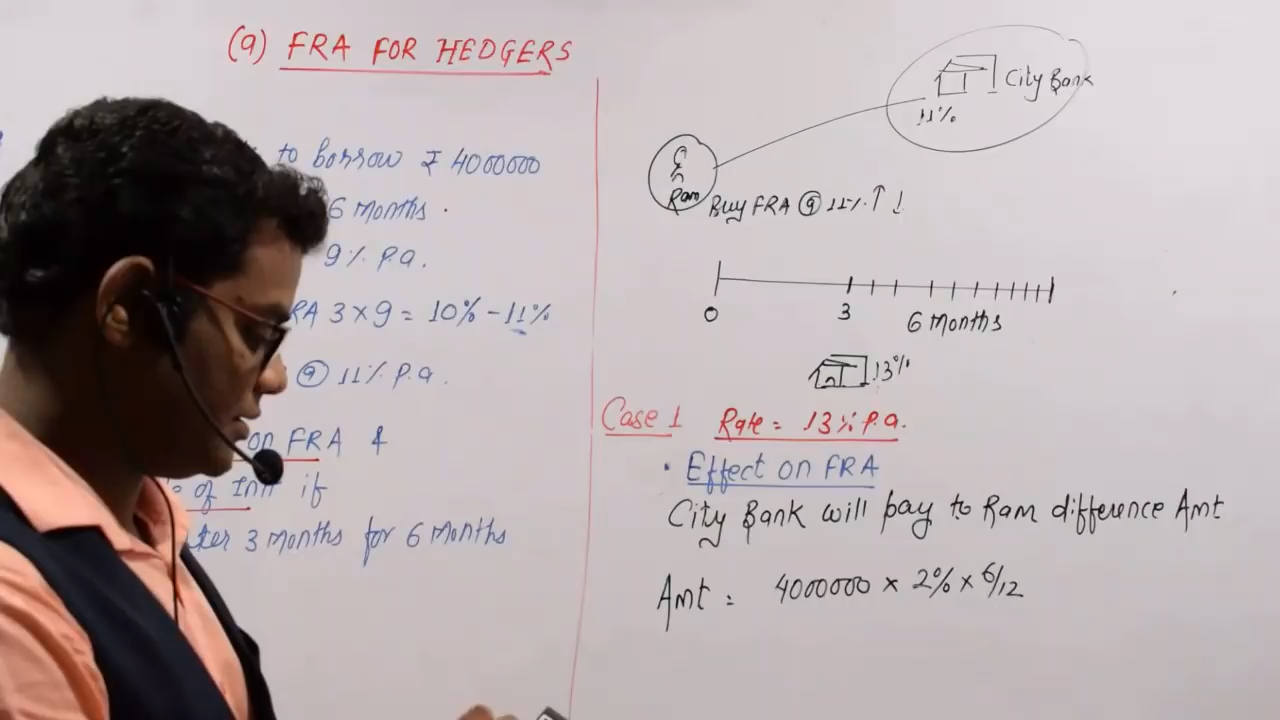 (a) FRA FOR HEDGERS
to borrow ₹ 4000000
6 Months.
9% P.a.
RA 3×9 = 10% - 11%
@ 11% P.a.
on FRA &
of Intt if
3 Months for 6 Months
City Bank
11%
Ram
Buy FRA @ 11% ↑ ↓
0 3 6 Months
13%
Case 1 Rate = 13% P.a.
• Effect on FRA
City Bank will pay to Ram difference Amt
Amt = 4000000 × 2% × 6/12